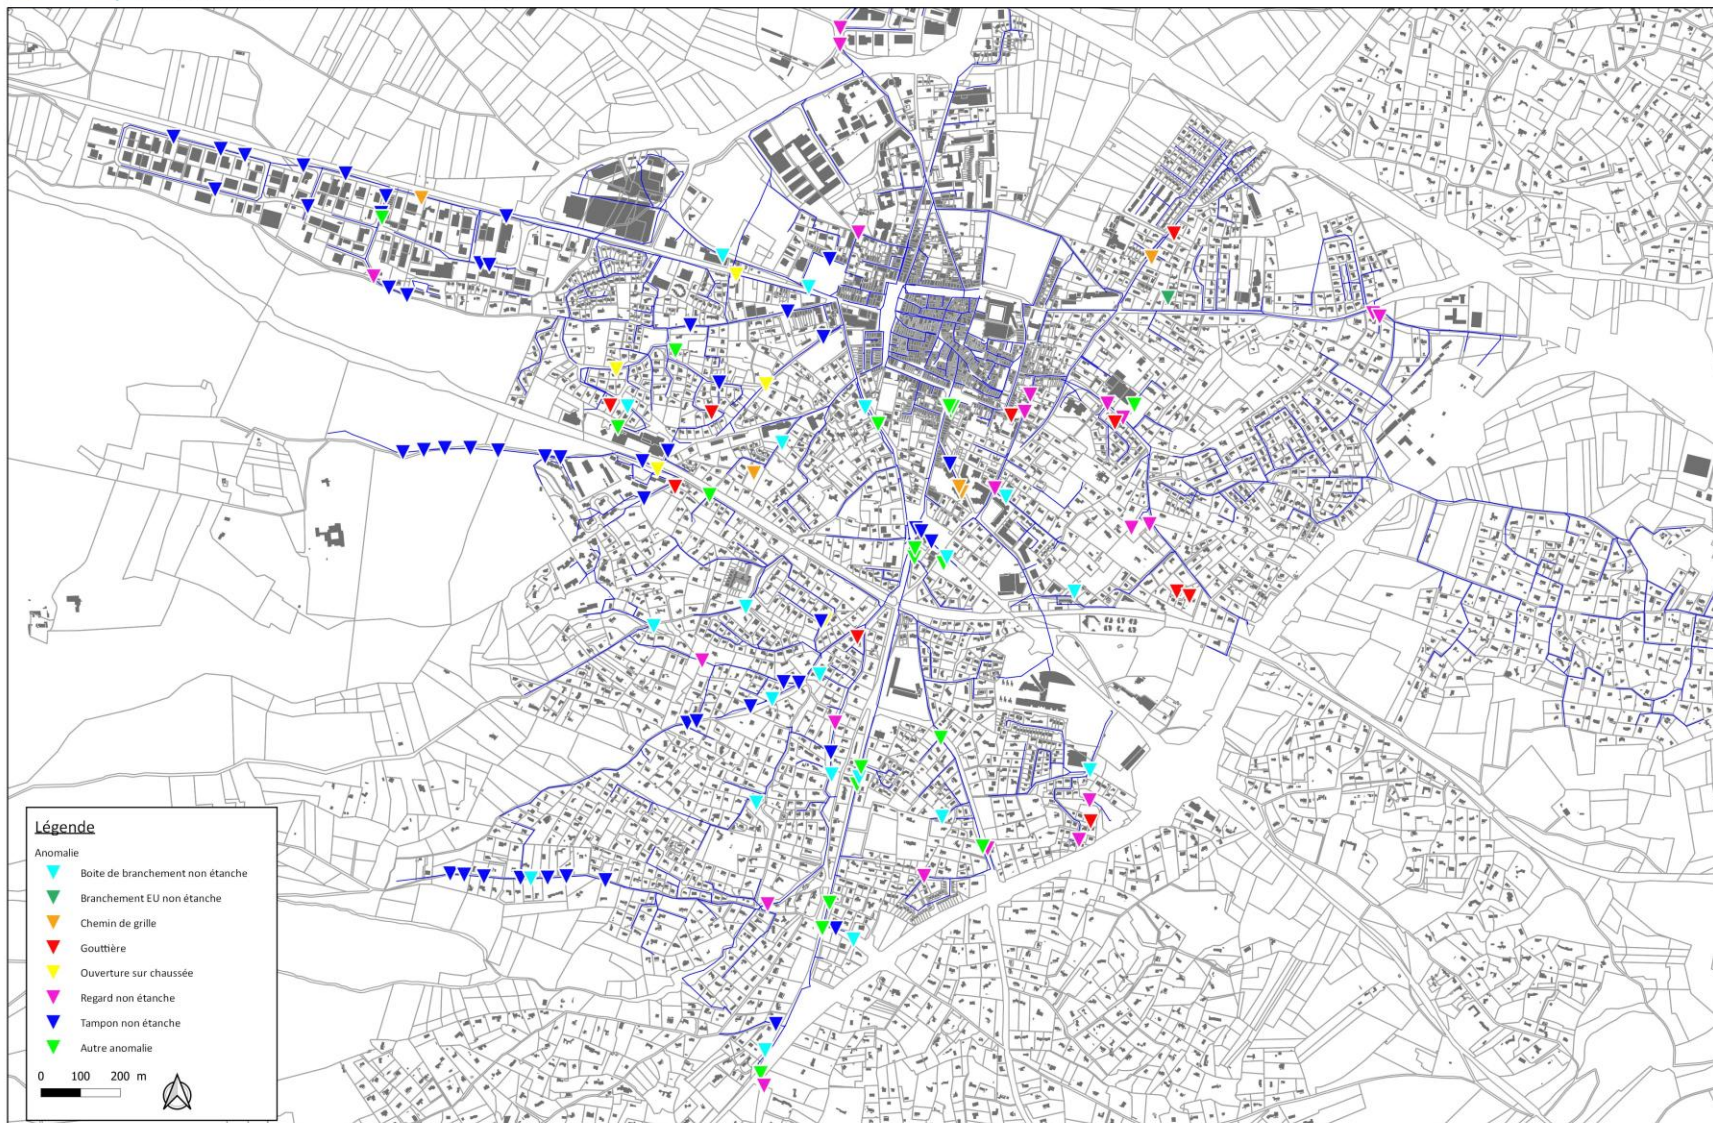 Légende
Anomalie
Boite de branchement non étanche
Branchement EU non étanche
Chemin de grille
Gouttière
Ouverture sur chaussée
Regard non étanche
Tampon non étanche
Autre anomalie
0 100 200 m